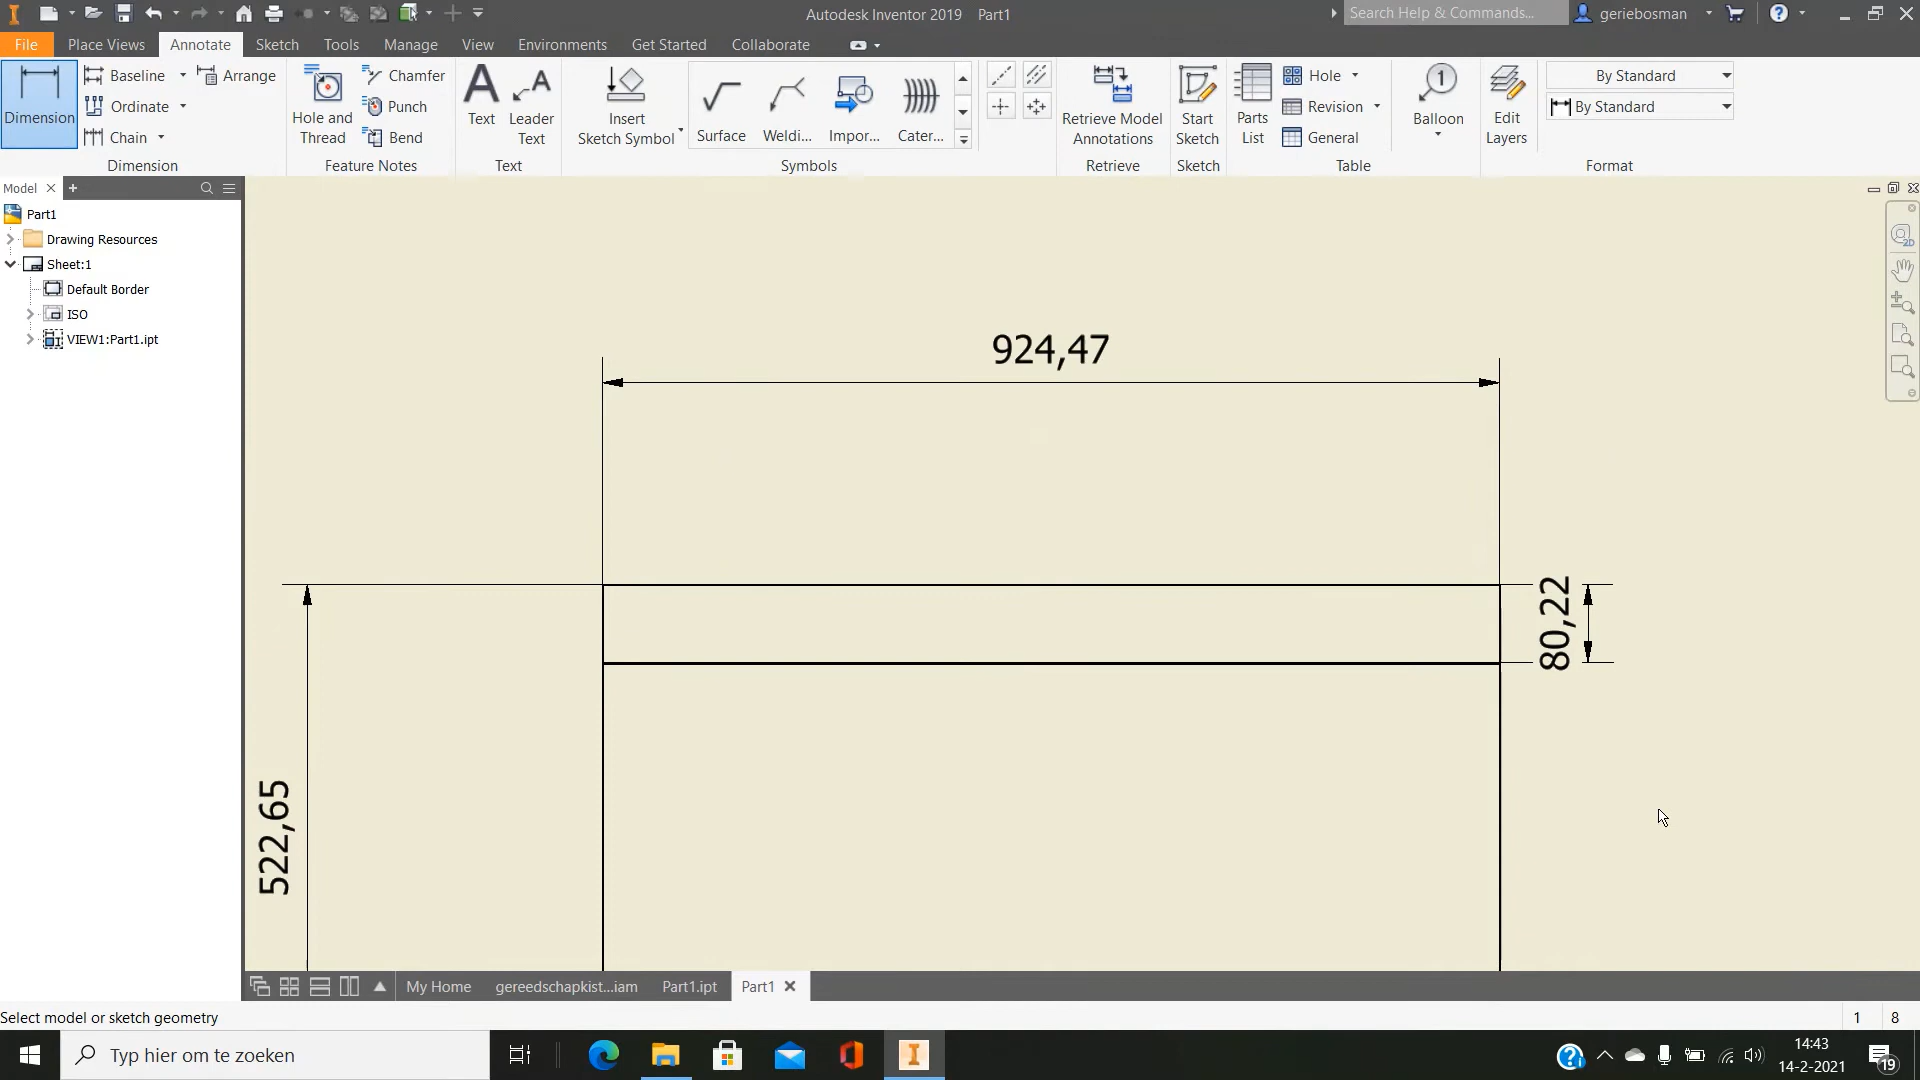 Autodesk Inventor 2019 Part1
Search Help & Commands...
geriebosman
File Place Views Annotate Sketch Tools Manage View Environments Get Started Collaborate
Dimension
Baseline
Ordinate
Chain
Arrange
Dimension
Hole and
Thread
Chamfer
Punch
Bend
Feature Notes
Text
Leader
Text
Text
Insert
Sketch Symbol
Surface
Weldi...
Impor...
Cater...
Symbols
Retrieve Model
Annotations
Retrieve
Start
Sketch
Sketch
Parts
List
Hole
Revision
General
Table
1
Balloon
Edit
Layers
By Standard
By Standard
Format
Model
Part1
Drawing Resources
Sheet:1
Default Border
ISO
VIEW1:Part1.ipt
2D
924,47
80,22
522,65
My Home gereedschapkist...iam Part1.ipt Part1
Select model or sketch geometry
1 8
Typ hier om te zoeken
14:43
14-2-2021
19